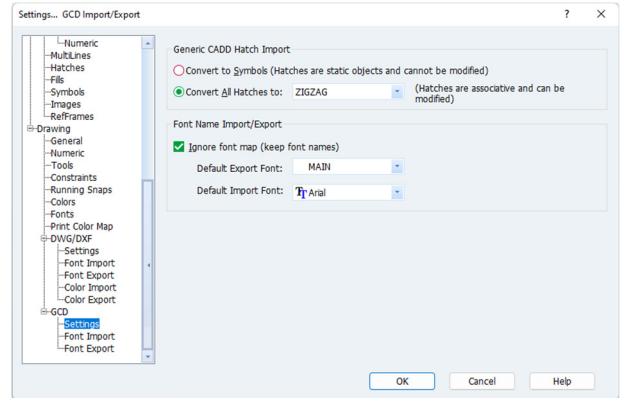 Settings... GCD Import/Export
?
Numeric
MultiLines
Hatches
Fills
Symbols
Images
RefFrames
Drawing
General
Numeric
Tools
Constraints
Running Snaps
Colors
Fonts
Print Color Map
DWG/DXF
Settings
Font Import
Font Export
Color Import
Color Export
GCD
Settings
Font Import
Font Export
Generic CADD Hatch Import
Convert to Symbols (Hatches are static objects and cannot be modified)
Convert All Hatches to: ZIGZAG (Hatches are associative and can be
modified)
Font Name Import/Export
Ignore font map (keep font names)
Default Export Font: MAIN
Default Import Font: Arial
OK Cancel Help